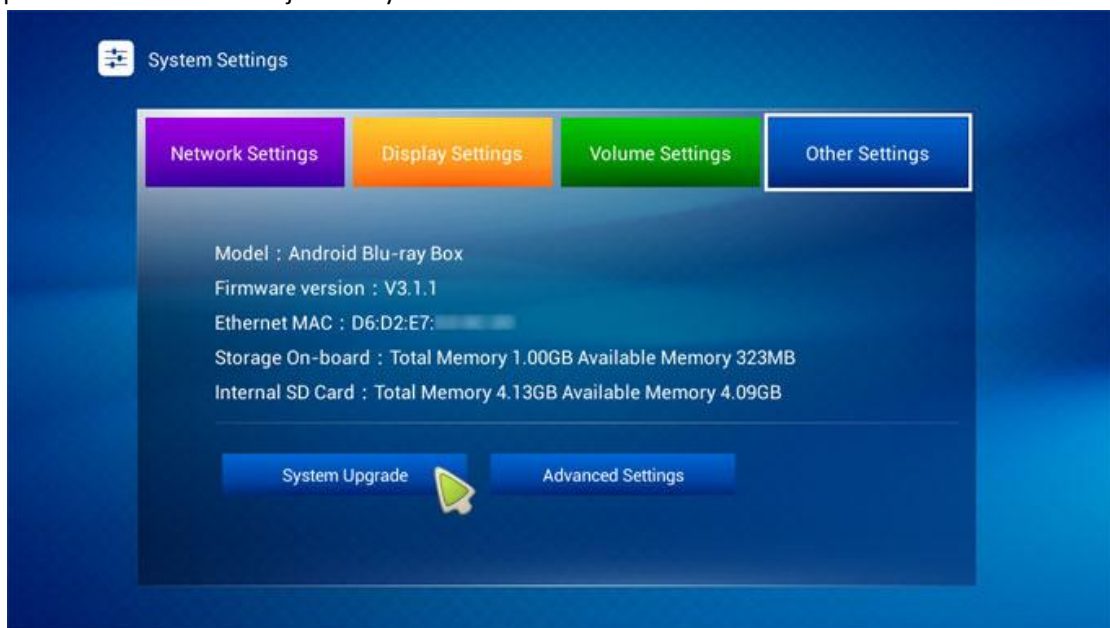 System Settings
Network Settings Display Settings Volume Settings Other Settings
Model : Android Blu-ray Box
Firmware version : V3.1.1
Ethernet MAC : D6:D2:E7:
Storage On-board : Total Memory 1.00GB Available Memory 323MB
Internal SD Card : Total Memory 4.13GB Available Memory 4.09GB
System Upgrade Advanced Settings